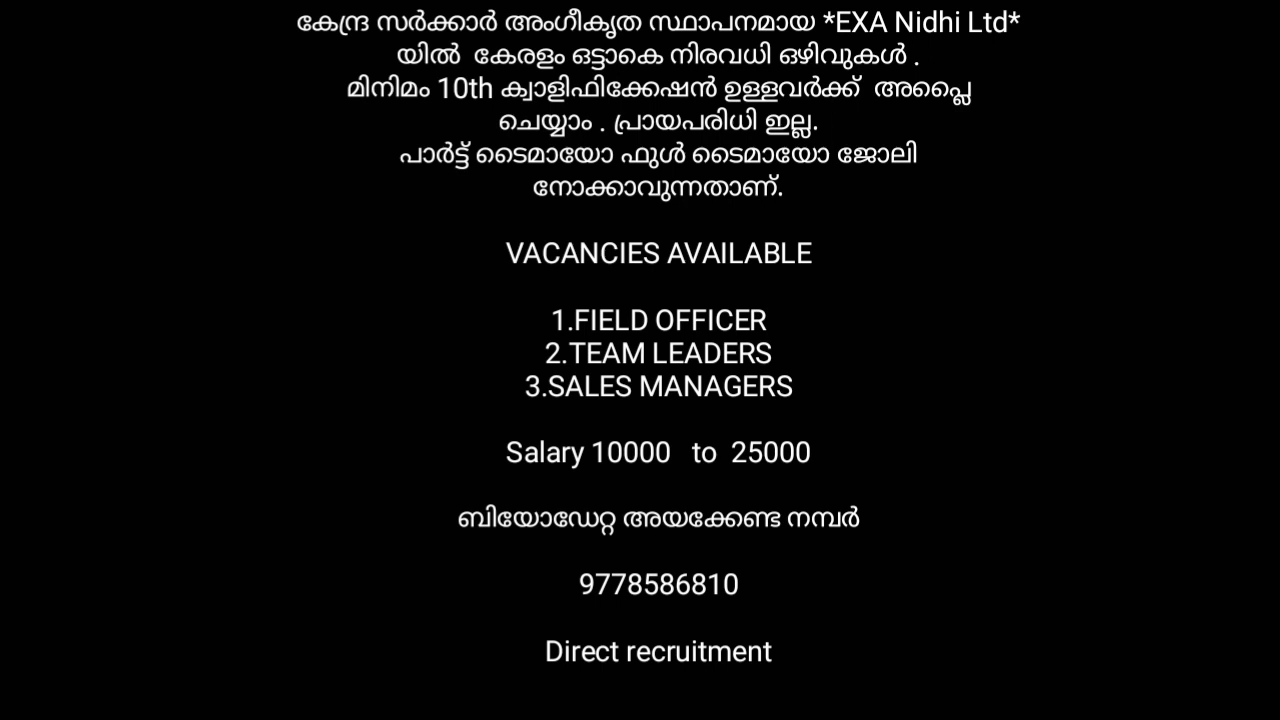 കേന്ദ്ര സർക്കാർ അംഗീകൃത സ്ഥാപനമായ *EXA Nidhi Ltd*
യിൽ കേരളം ഒട്ടാകെ നിരവധി ഒഴിവുകൾ .
മിനിമം 10th ക്വാളിഫിക്കേഷൻ ഉള്ളവർക്ക് അപ്ലൈ
ചെയ്യാം . പ്രായപരിധി ഇല്ല.
പാർട്ട് ടൈമായോ ഫുൾ ടൈമായോ ജോലി
നോക്കാവുന്നതാണ്.
VACANCIES AVAILABLE
1.FIELD OFFICER
2.TEAM LEADERS
3.SALES MANAGERS
Salary 10000 to 25000
ബിയോഡേറ്റ അയക്കേണ്ട നമ്പർ
9778586810
Direct recruitment